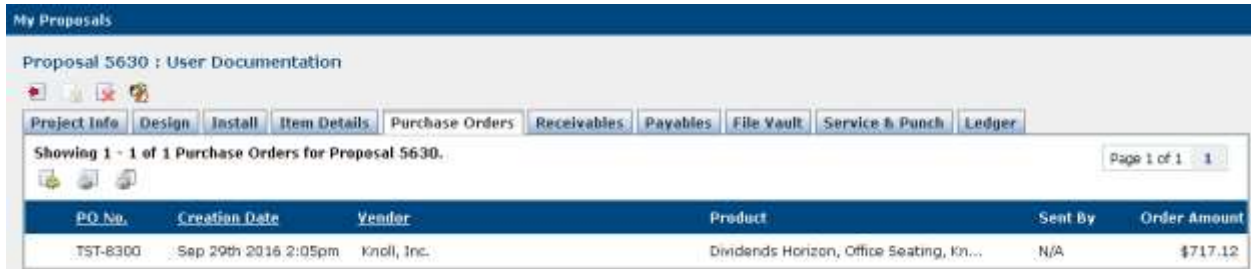 My Proposals
Proposal 5630 : User Documentation
Project Info Design Install Item Details Purchase Orders Receivables Payables File Vault Service & Punch Ledger
Showing 1 - 1 of 1 Purchase Orders for Proposal 5630.
Page 1 of 1 1
PO No. Creation Date Vendor Product Sent By Order Amount
TST-8300 Sep 29th 2016 2:05pm Knoll, Inc. Dividends Horizon, Office Seating, Kn... N/A $717.12